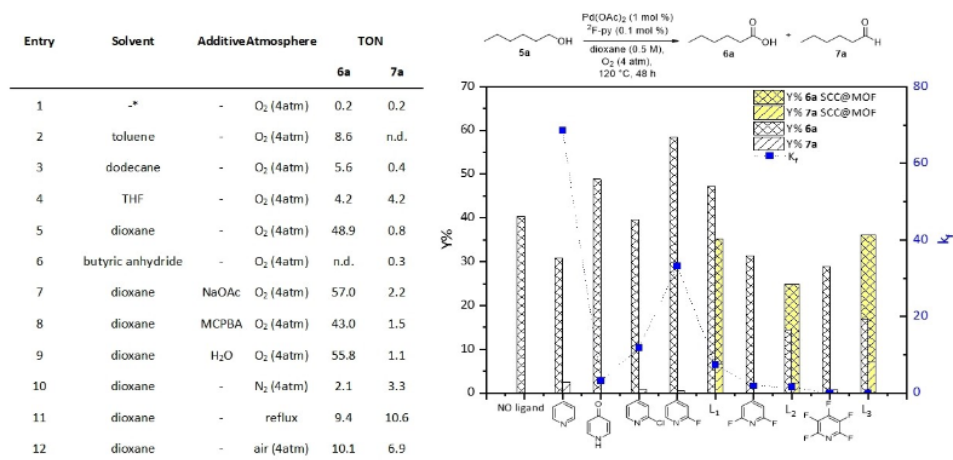 Entry Solvent Additive Atmosphere TON
6a 7a
1 -* - O₂ (4atm) 0.2 0.2
2 toluene - O₂ (4atm) 8.6 n.d.
3 dodecane - O₂ (4atm) 5.6 0.4
4 THF - O₂ (4atm) 4.2 4.2
5 dioxane - O₂ (4atm) 48.9 0.8
6 butyric anhydride - O₂ (4atm) n.d. 0.3
7 dioxane NaOAc O₂ (4atm) 57.0 2.2
8 dioxane MCPBA O₂ (4atm) 43.0 1.5
9 dioxane H₂O O₂ (4atm) 55.8 1.1
10 dioxane - N₂ (4atm) 2.1 3.3
11 dioxane - reflux 9.4 10.6
12 dioxane - air (4atm) 10.1 6.9
Pd(OAc)₂ (1 mol %)
²F-py (0.1 mol %)
dioxane (0.5 M),
O₂ (4 atm),
120 °C, 48 h
OH
5a
O
OH
6a
+
O
H
7a
Y% 6a SCC@MOF
Y% 7a SCC@MOF
Y% 6a
Y% 7a
K_f
Y%
70
60
50
40
30
20
10
0
k_f
80
60
40
20
0
NO ligand
N
O
N
H
N Cl
N F
L₁
F N F
L₂
F
F F
F N F
L₃